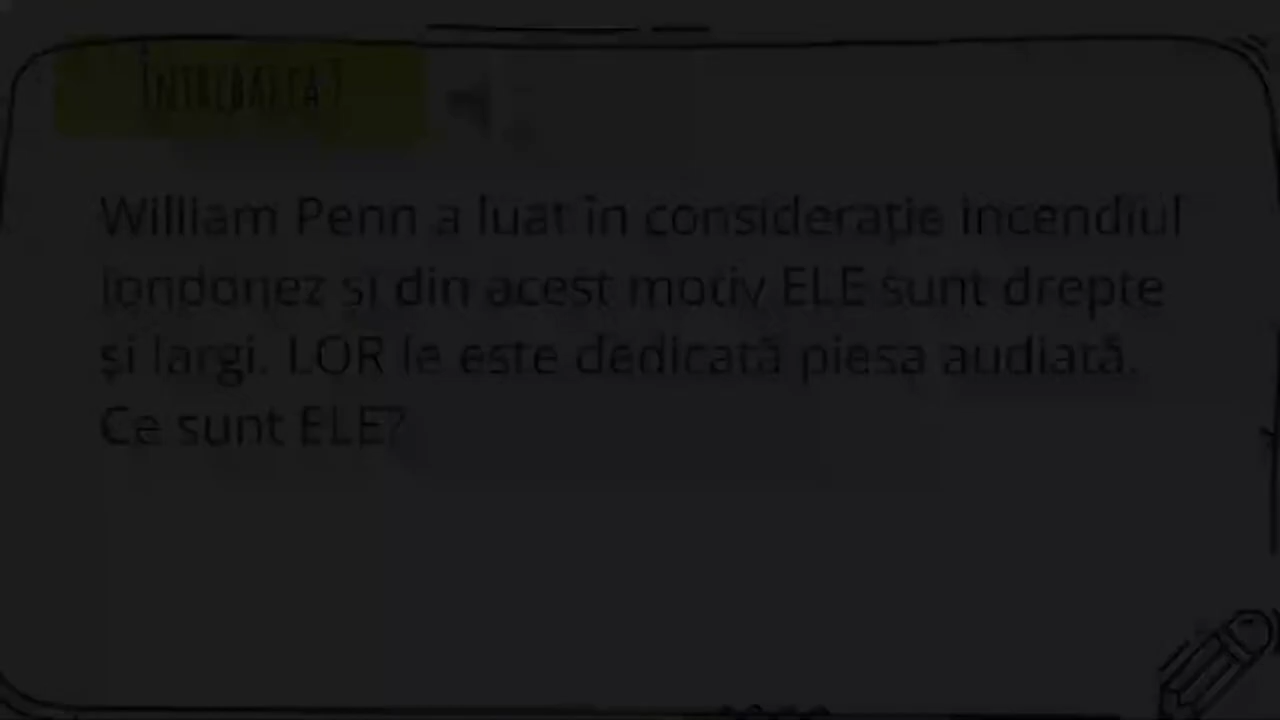 ÎNTREBAREA 7
William Penn a luat în considerație incendiul
londonez și din acest motiv ELE sunt drepte
și largi. LOR le este dedicată piesa audiată.
Ce sunt ELE?